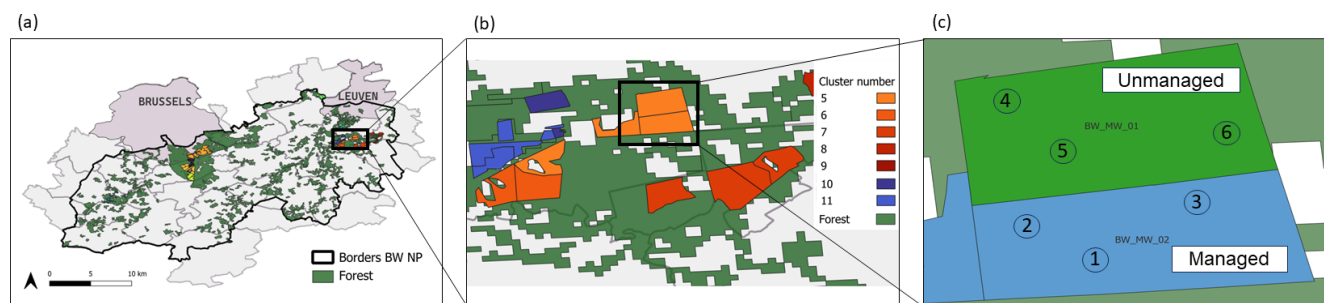 (a)
BRUSSELS
LEUVEN
Borders BW NP
Forest
0 5 10 km
(b)
Cluster number
5
6
7
8
9
10
11
Forest
(c)
Unmanaged
4
BW_MW_01
6
5
3
2
BW_MW_02
1
Managed